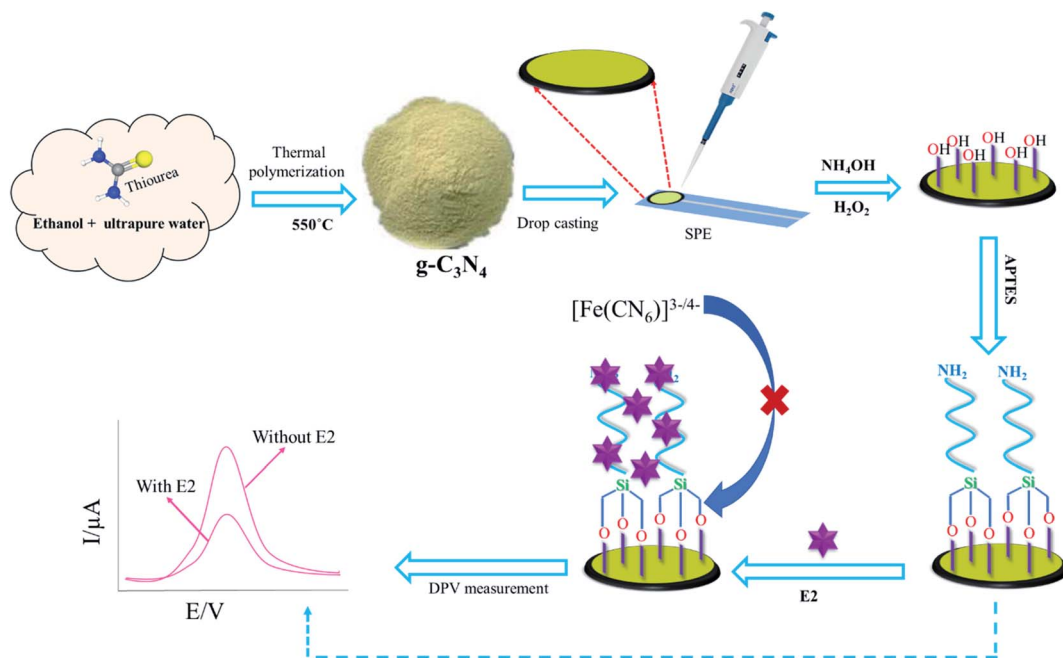 Thiourea
Ethanol + ultrapure water
Thermal
polymerization
550°C
g-C₃N₄
Drop casting
SPE
NH₄OH
H₂O₂
OH
OH
OH
OH
OH
OH
APTES
[Fe(CN₆)]³⁻/⁴⁻
NH₂
NH₂
Si
Si
O
O
O
O
O
O
E2
Si
Si
O
O
O
O
O
O
DPV measurement
Without E2
With E2
I/μA
E/V